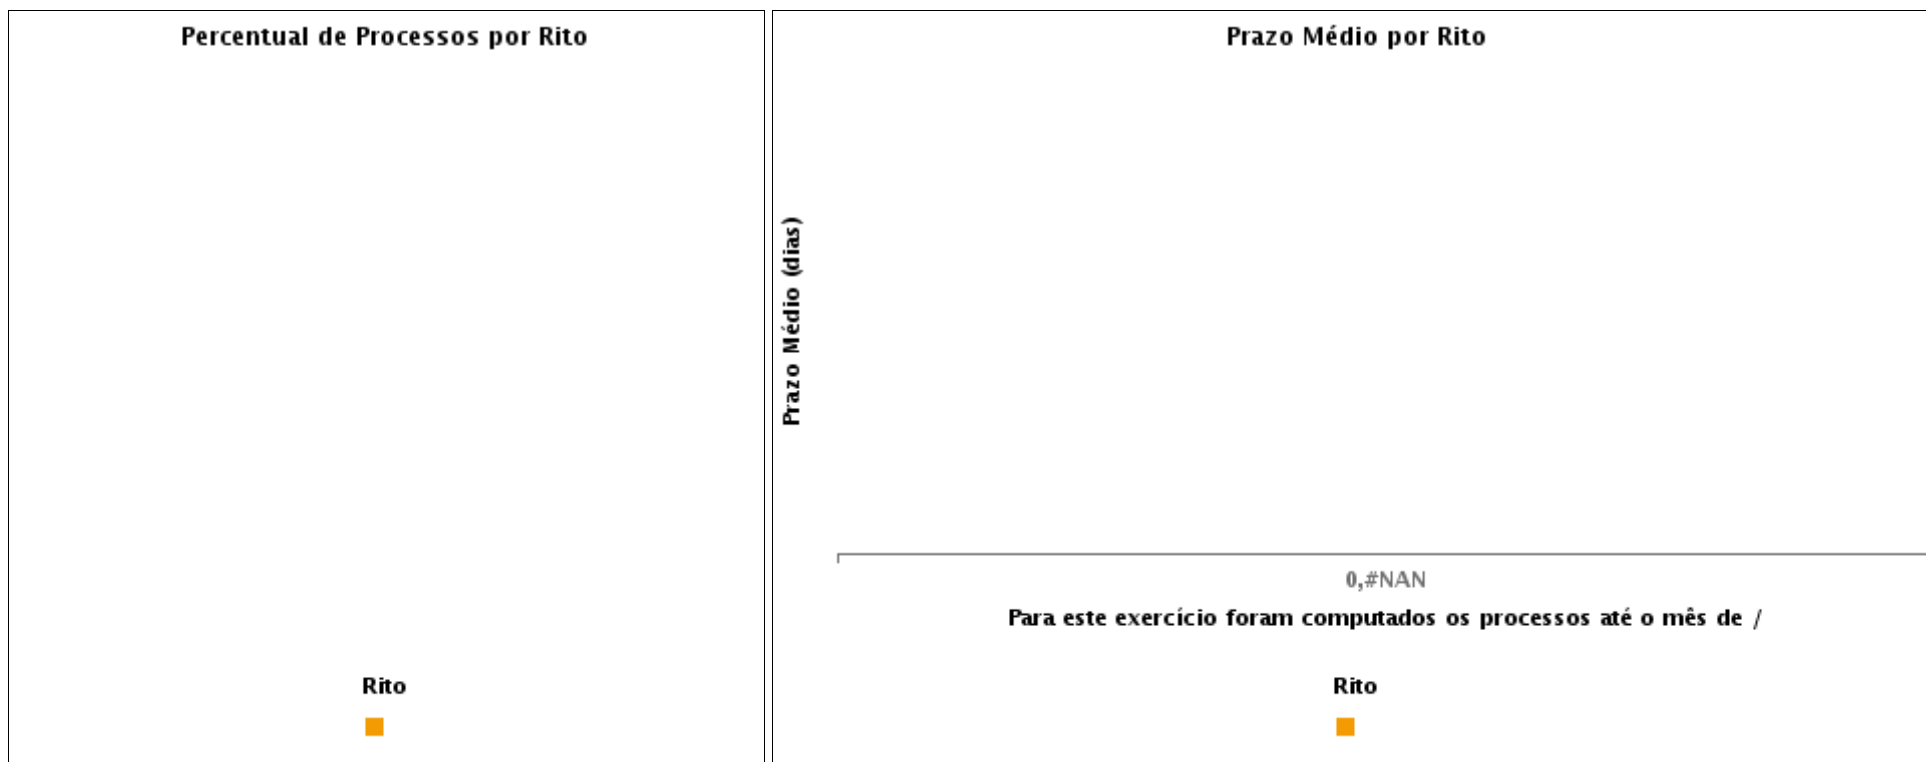 Percentual de Processos por Rito
Rito
Prazo Médio por Rito
Prazo Médio (dias)
0,#NAN
Para este exercício foram computados os processos até o mês de /
Rito